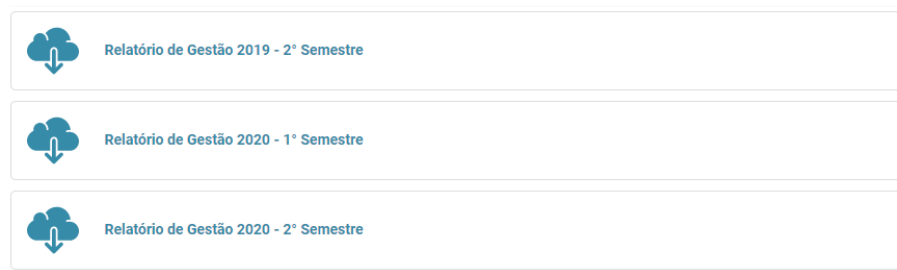 Relatório de Gestão 2019 - 2° Semestre
Relatório de Gestão 2020 - 1° Semestre
Relatório de Gestão 2020 - 2° Semestre